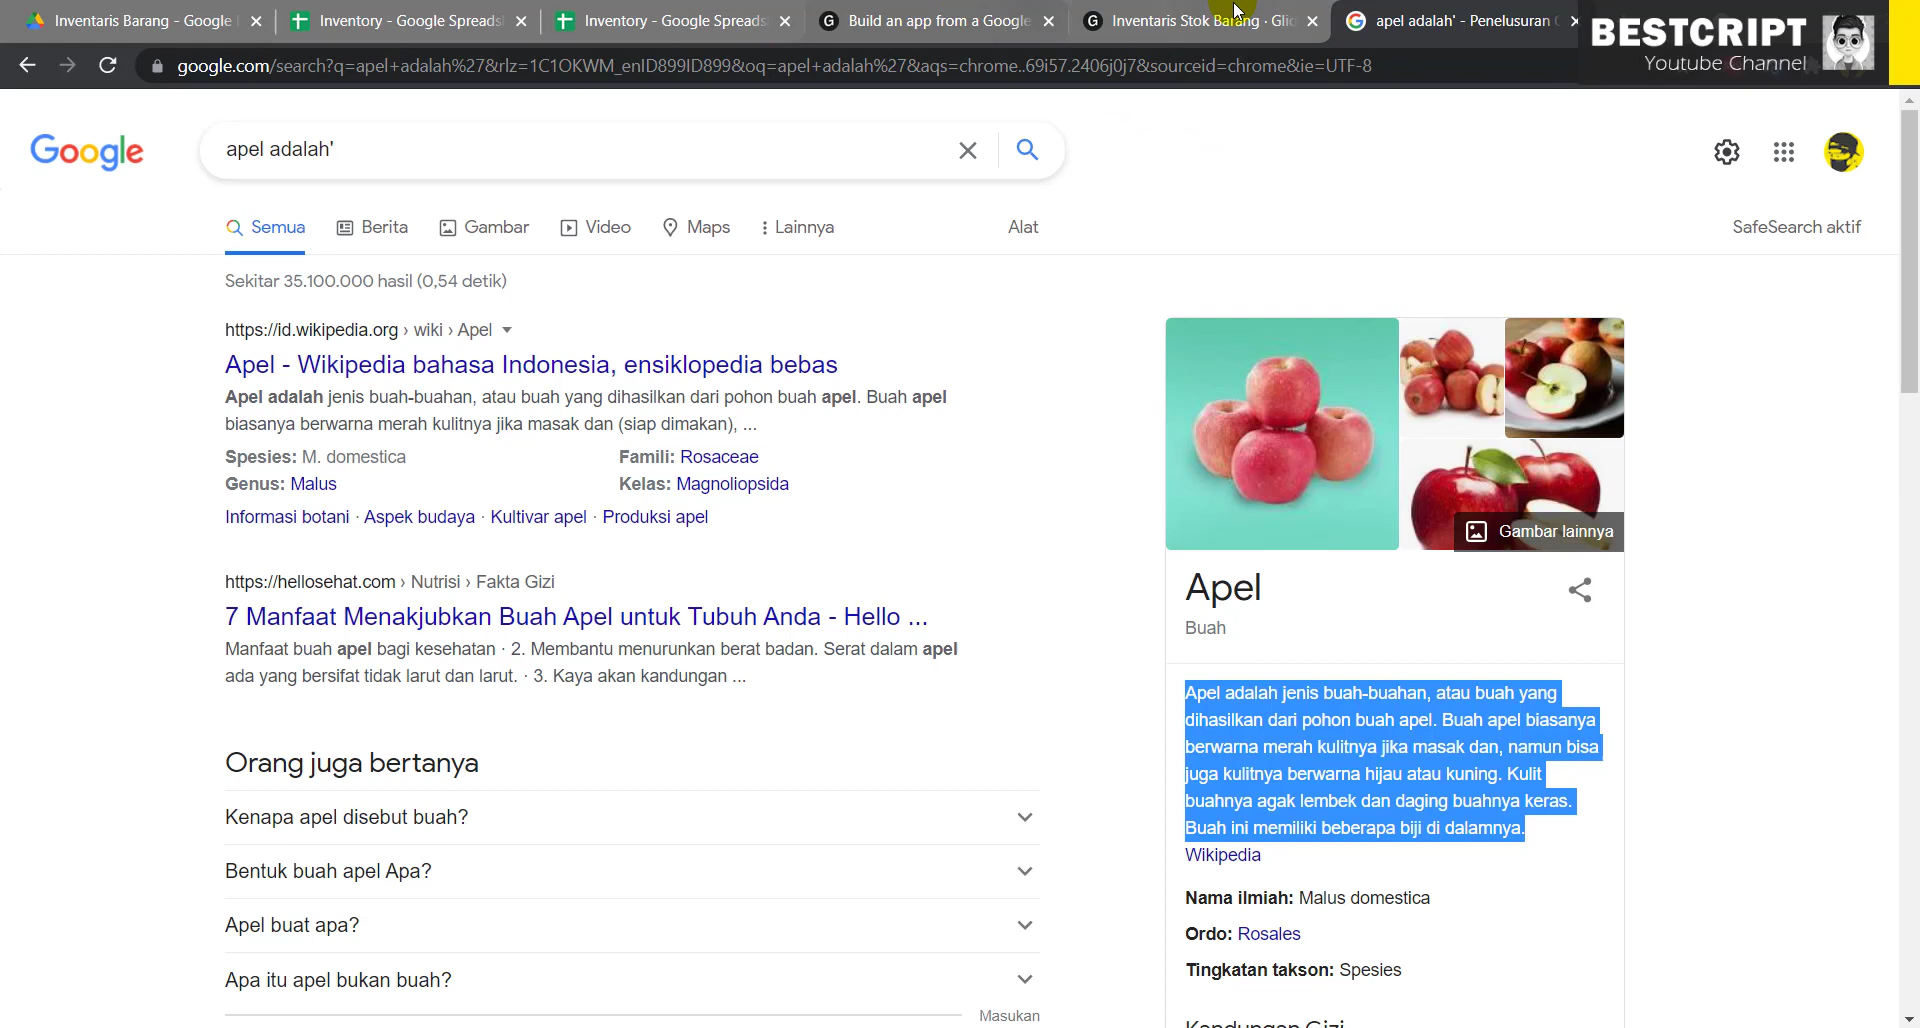 Inventaris Barang - Google
Inventory - Google Spreads
Inventory - Google Spreads
Build an app from a Google
Inventaris Stok Barang · Gli
apel adalah' - Penelusuran
BESTCRIPT
Youtube Channel
google.com/search?q=apel+adalah%27&rlz=1C1OKWM_enID899ID899&oq=apel+adalah%27&aqs=chrome..69i57.2406j0j7&sourceid=chrome&ie=UTF-8
Google
apel adalah'
Semua
Berita
Gambar
Video
Maps
Lainnya
Alat
SafeSearch aktif
Sekitar 35.100.000 hasil (0,54 detik)
https://id.wikipedia.org › wiki › Apel
Apel - Wikipedia bahasa Indonesia, ensiklopedia bebas
Apel adalah jenis buah-buahan, atau buah yang dihasilkan dari pohon buah apel. Buah apel
biasanya berwarna merah kulitnya jika masak dan (siap dimakan), ...
Spesies: M. domestica
Famili: Rosaceae
Genus: Malus
Kelas: Magnoliopsida
Informasi botani · Aspek budaya · Kultivar apel · Produksi apel
https://hellosehat.com › Nutrisi › Fakta Gizi
7 Manfaat Menakjubkan Buah Apel untuk Tubuh Anda - Hello ...
Manfaat buah apel bagi kesehatan · 2. Membantu menurunkan berat badan. Serat dalam apel
ada yang bersifat tidak larut dan larut. · 3. Kaya akan kandungan ...
Orang juga bertanya
Kenapa apel disebut buah?
Bentuk buah apel Apa?
Apel buat apa?
Apa itu apel bukan buah?
Masukan
Gambar lainnya
Apel
Buah
Apel adalah jenis buah-buahan, atau buah yang
dihasilkan dari pohon buah apel. Buah apel biasanya
berwarna merah kulitnya jika masak dan, namun bisa
juga kulitnya berwarna hijau atau kuning. Kulit
buahnya agak lembek dan daging buahnya keras.
Buah ini memiliki beberapa biji di dalamnya.
Wikipedia
Nama ilmiah: Malus domestica
Ordo: Rosales
Tingkatan takson: Spesies
Kandungan Gizi